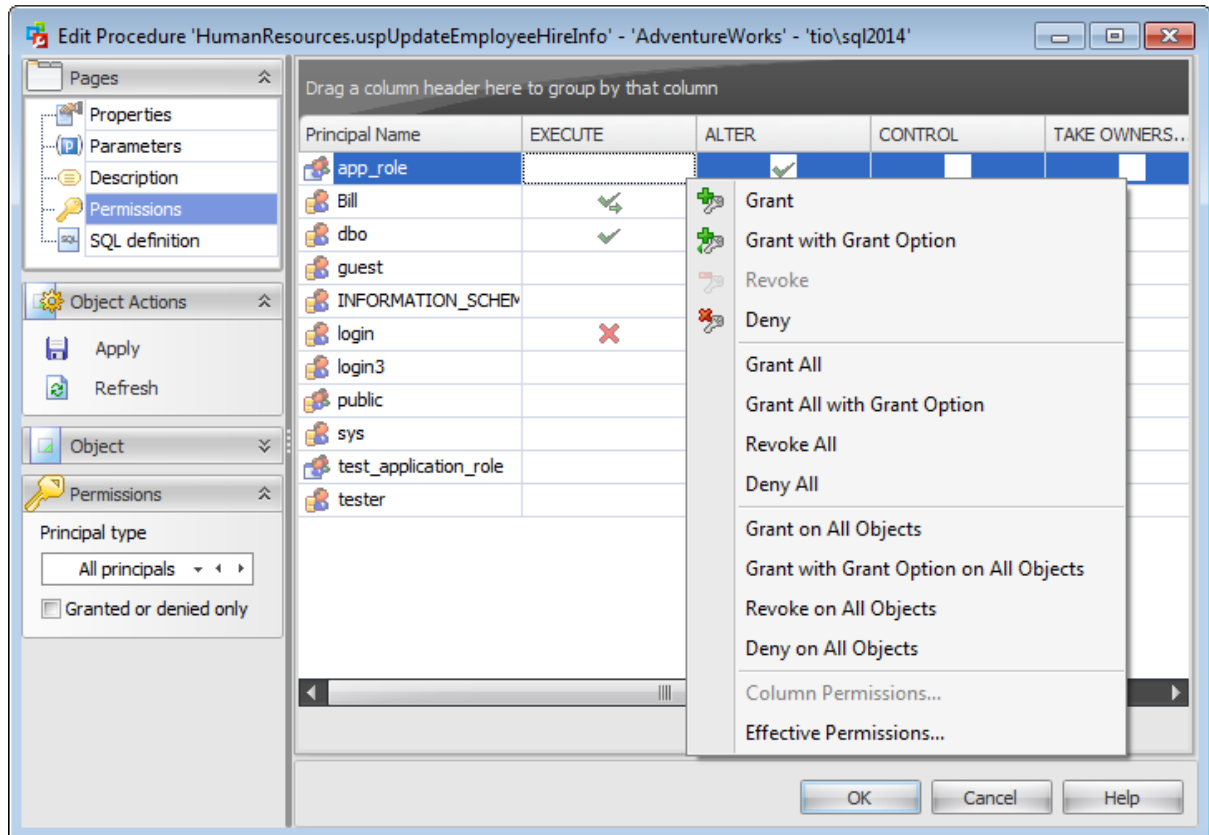 Edit Procedure 'HumanResources.uspUpdateEmployeeHireInfo' - 'AdventureWorks' - 'tio\sql2014'
Pages
Properties
Parameters
Description
Permissions
SQL definition
Object Actions
Apply
Refresh
Object
Permissions
Principal type
All principals
Granted or denied only
Drag a column header here to group by that column
Principal Name EXECUTE ALTER CONTROL TAKE OWNERS...
app_role
Bill
dbo
guest
INFORMATION_SCHEM
login
login3
public
sys
test_application_role
tester
Grant
Grant with Grant Option
Revoke
Deny
Grant All
Grant All with Grant Option
Revoke All
Deny All
Grant on All Objects
Grant with Grant Option on All Objects
Revoke on All Objects
Deny on All Objects
Column Permissions...
Effective Permissions...
OK Cancel Help